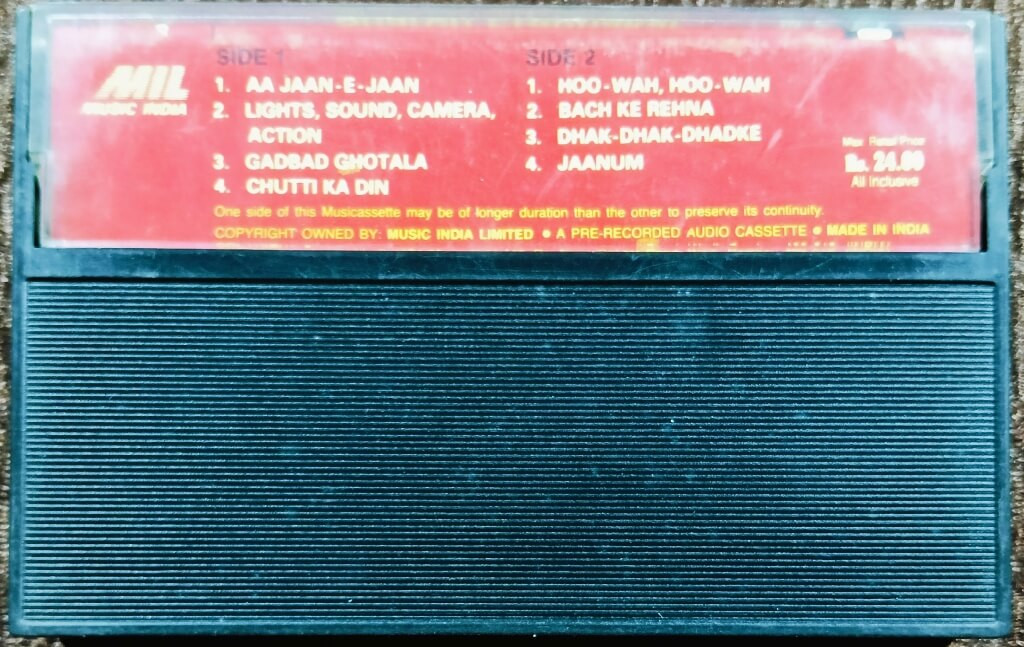 MIL
MUSIC INDIA
SIDE 1
1. AA JAAN-E-JAAN
2. LIGHTS, SOUND, CAMERA,
ACTION
3. GADBAD GHOTALA
4. CHUTTI KA DIN
SIDE 2
1. HOO-WAH, HOO-WAH
2. BACH KE REHNA
3. DHAK-DHAK-DHADKE
4. JAANUM
Max. Retail Price
Rs. 24.00
All Inclusive
One side of this Musicassette may be of longer duration than the other to preserve its continuity.
COPYRIGHT OWNED BY: MUSIC INDIA LIMITED ● A PRE-RECORDED AUDIO CASSETTE ● MADE IN INDIA